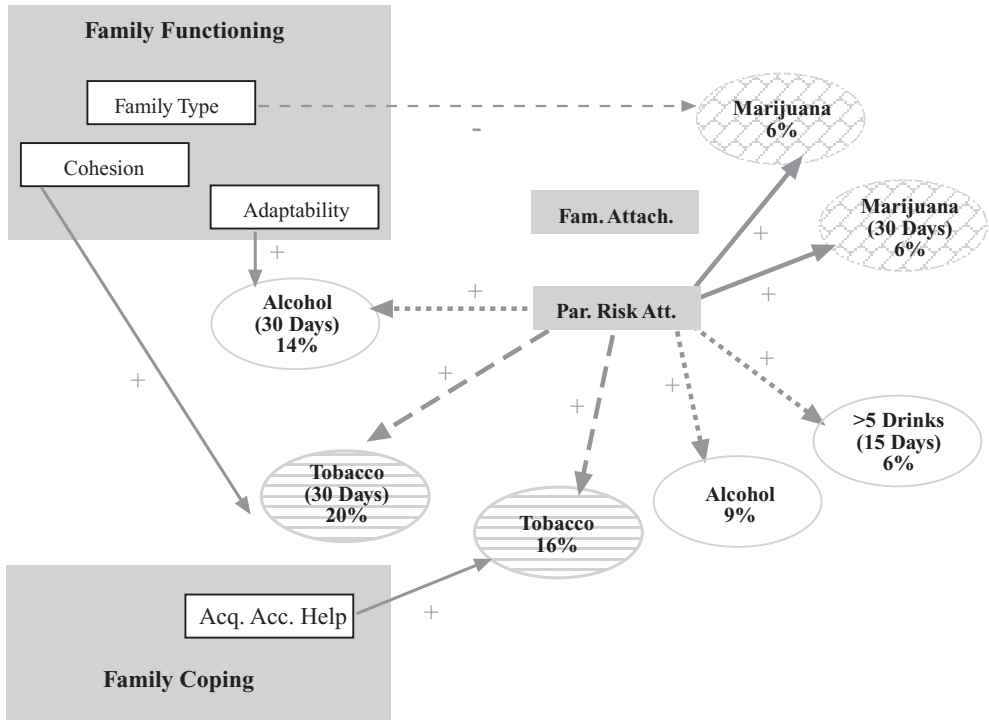 Family Functioning
Family Type
Cohesion
Adaptability
-
Marijuana
6%
Fam. Attach.
Marijuana
(30 Days)
6%
+
+
+
+
Par. Risk Att.
Alcohol
(30 Days)
14%
+
+
+
+
+
>5 Drinks
(15 Days)
6%
Tobacco
(30 Days)
20%
Alcohol
9%
Tobacco
16%
Acq. Acc. Help
+
Family Coping